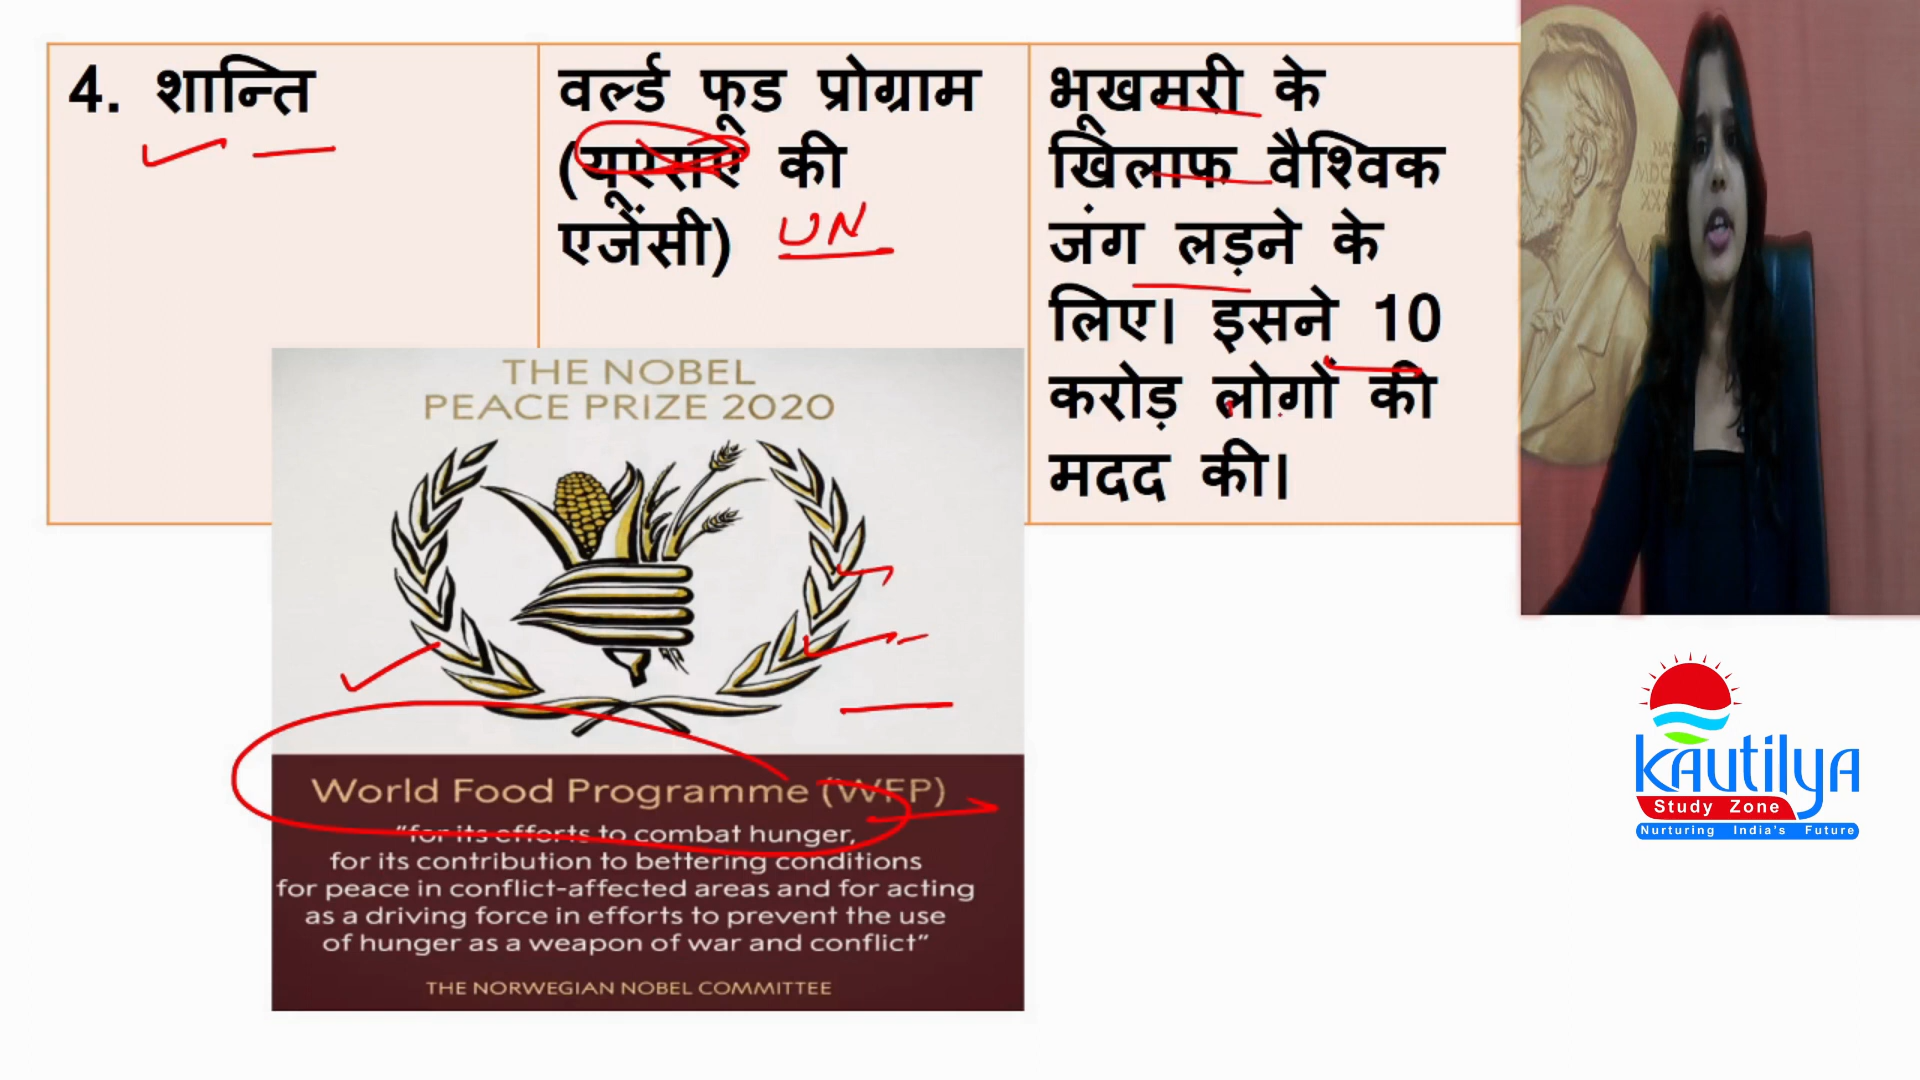 4. शान्ति
वर्ल्ड फूड प्रोग्राम
(यूएसए की
एजेंसी) UN
भूखमरी के
खिलाफ वैश्विक
जंग लड़ने के
लिए। इसने 10
करोड़ लोगों की
मदद की।
THE NOBEL
PEACE PRIZE 2020
World Food Programme (WFP)
"for its efforts to combat hunger,
for its contribution to bettering conditions
for peace in conflict-affected areas and for acting
as a driving force in efforts to prevent the use
of hunger as a weapon of war and conflict"
THE NORWEGIAN NOBEL COMMITTEE
Kautilya
Study Zone
Nurturing India's Future